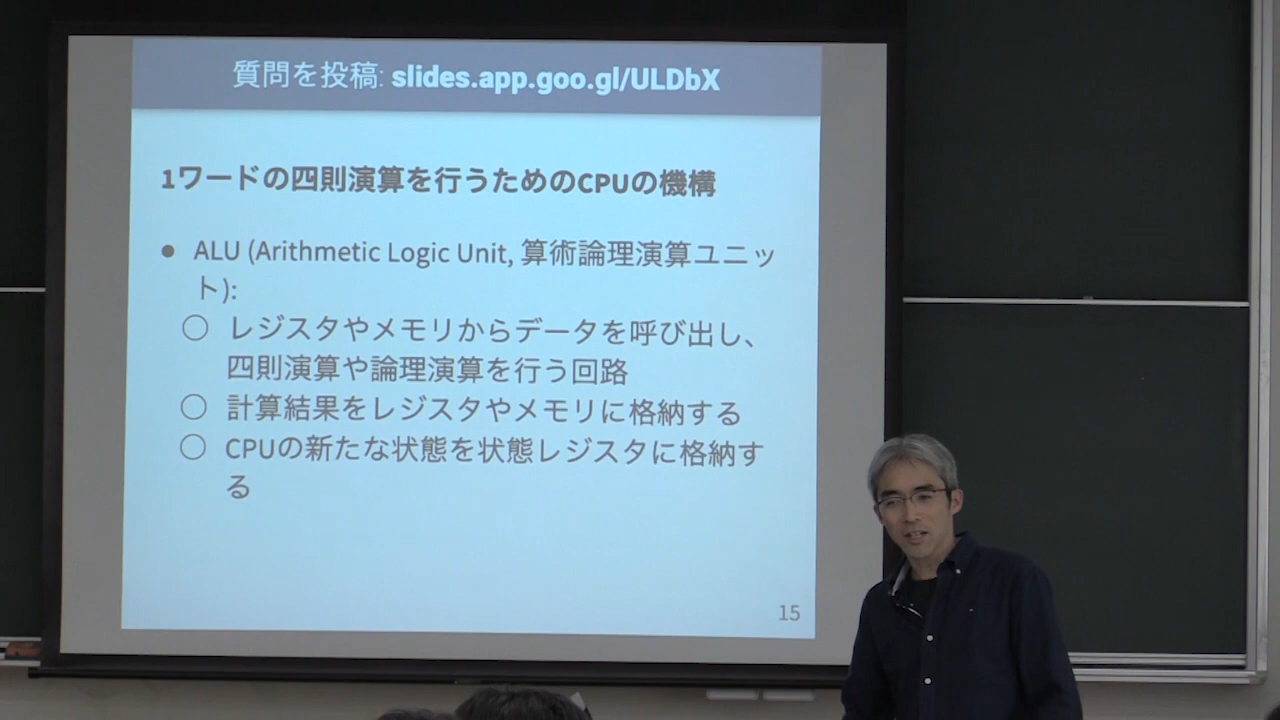 質問を投稿: slides.app.goo.gl/ULDbX
1ワードの四則演算を行うためのCPUの機構
● ALU (Arithmetic Logic Unit, 算術論理演算ユニッ
ト):
○ レジスタやメモリからデータを呼び出し、
四則演算や論理演算を行う回路
○ 計算結果をレジスタやメモリに格納する
○ CPUの新たな状態を状態レジスタに格納す
る
15